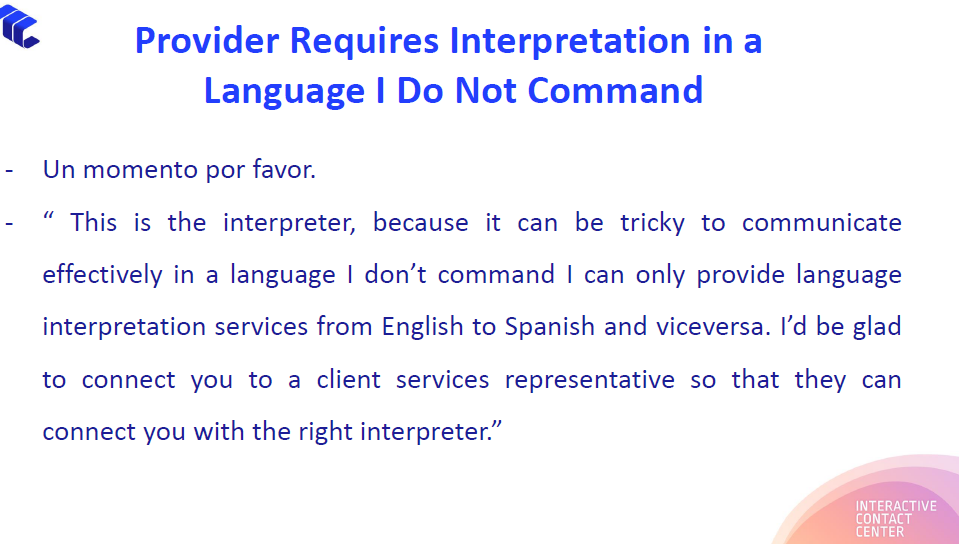 Provider Requires Interpretation in a
Language I Do Not Command
- Un momento por favor.
- “ This is the interpreter, because it can be tricky to communicate
effectively in a language I don’t command I can only provide language
interpretation services from English to Spanish and viceversa. I’d be glad
to connect you to a client services representative so that they can
connect you with the right interpreter.”
INTERACTIVE
CONTACT
CENTER